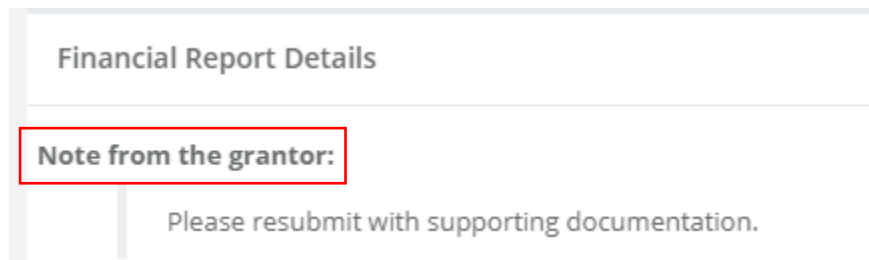 Financial Report Details
Note from the grantor:
Please resubmit with supporting documentation.